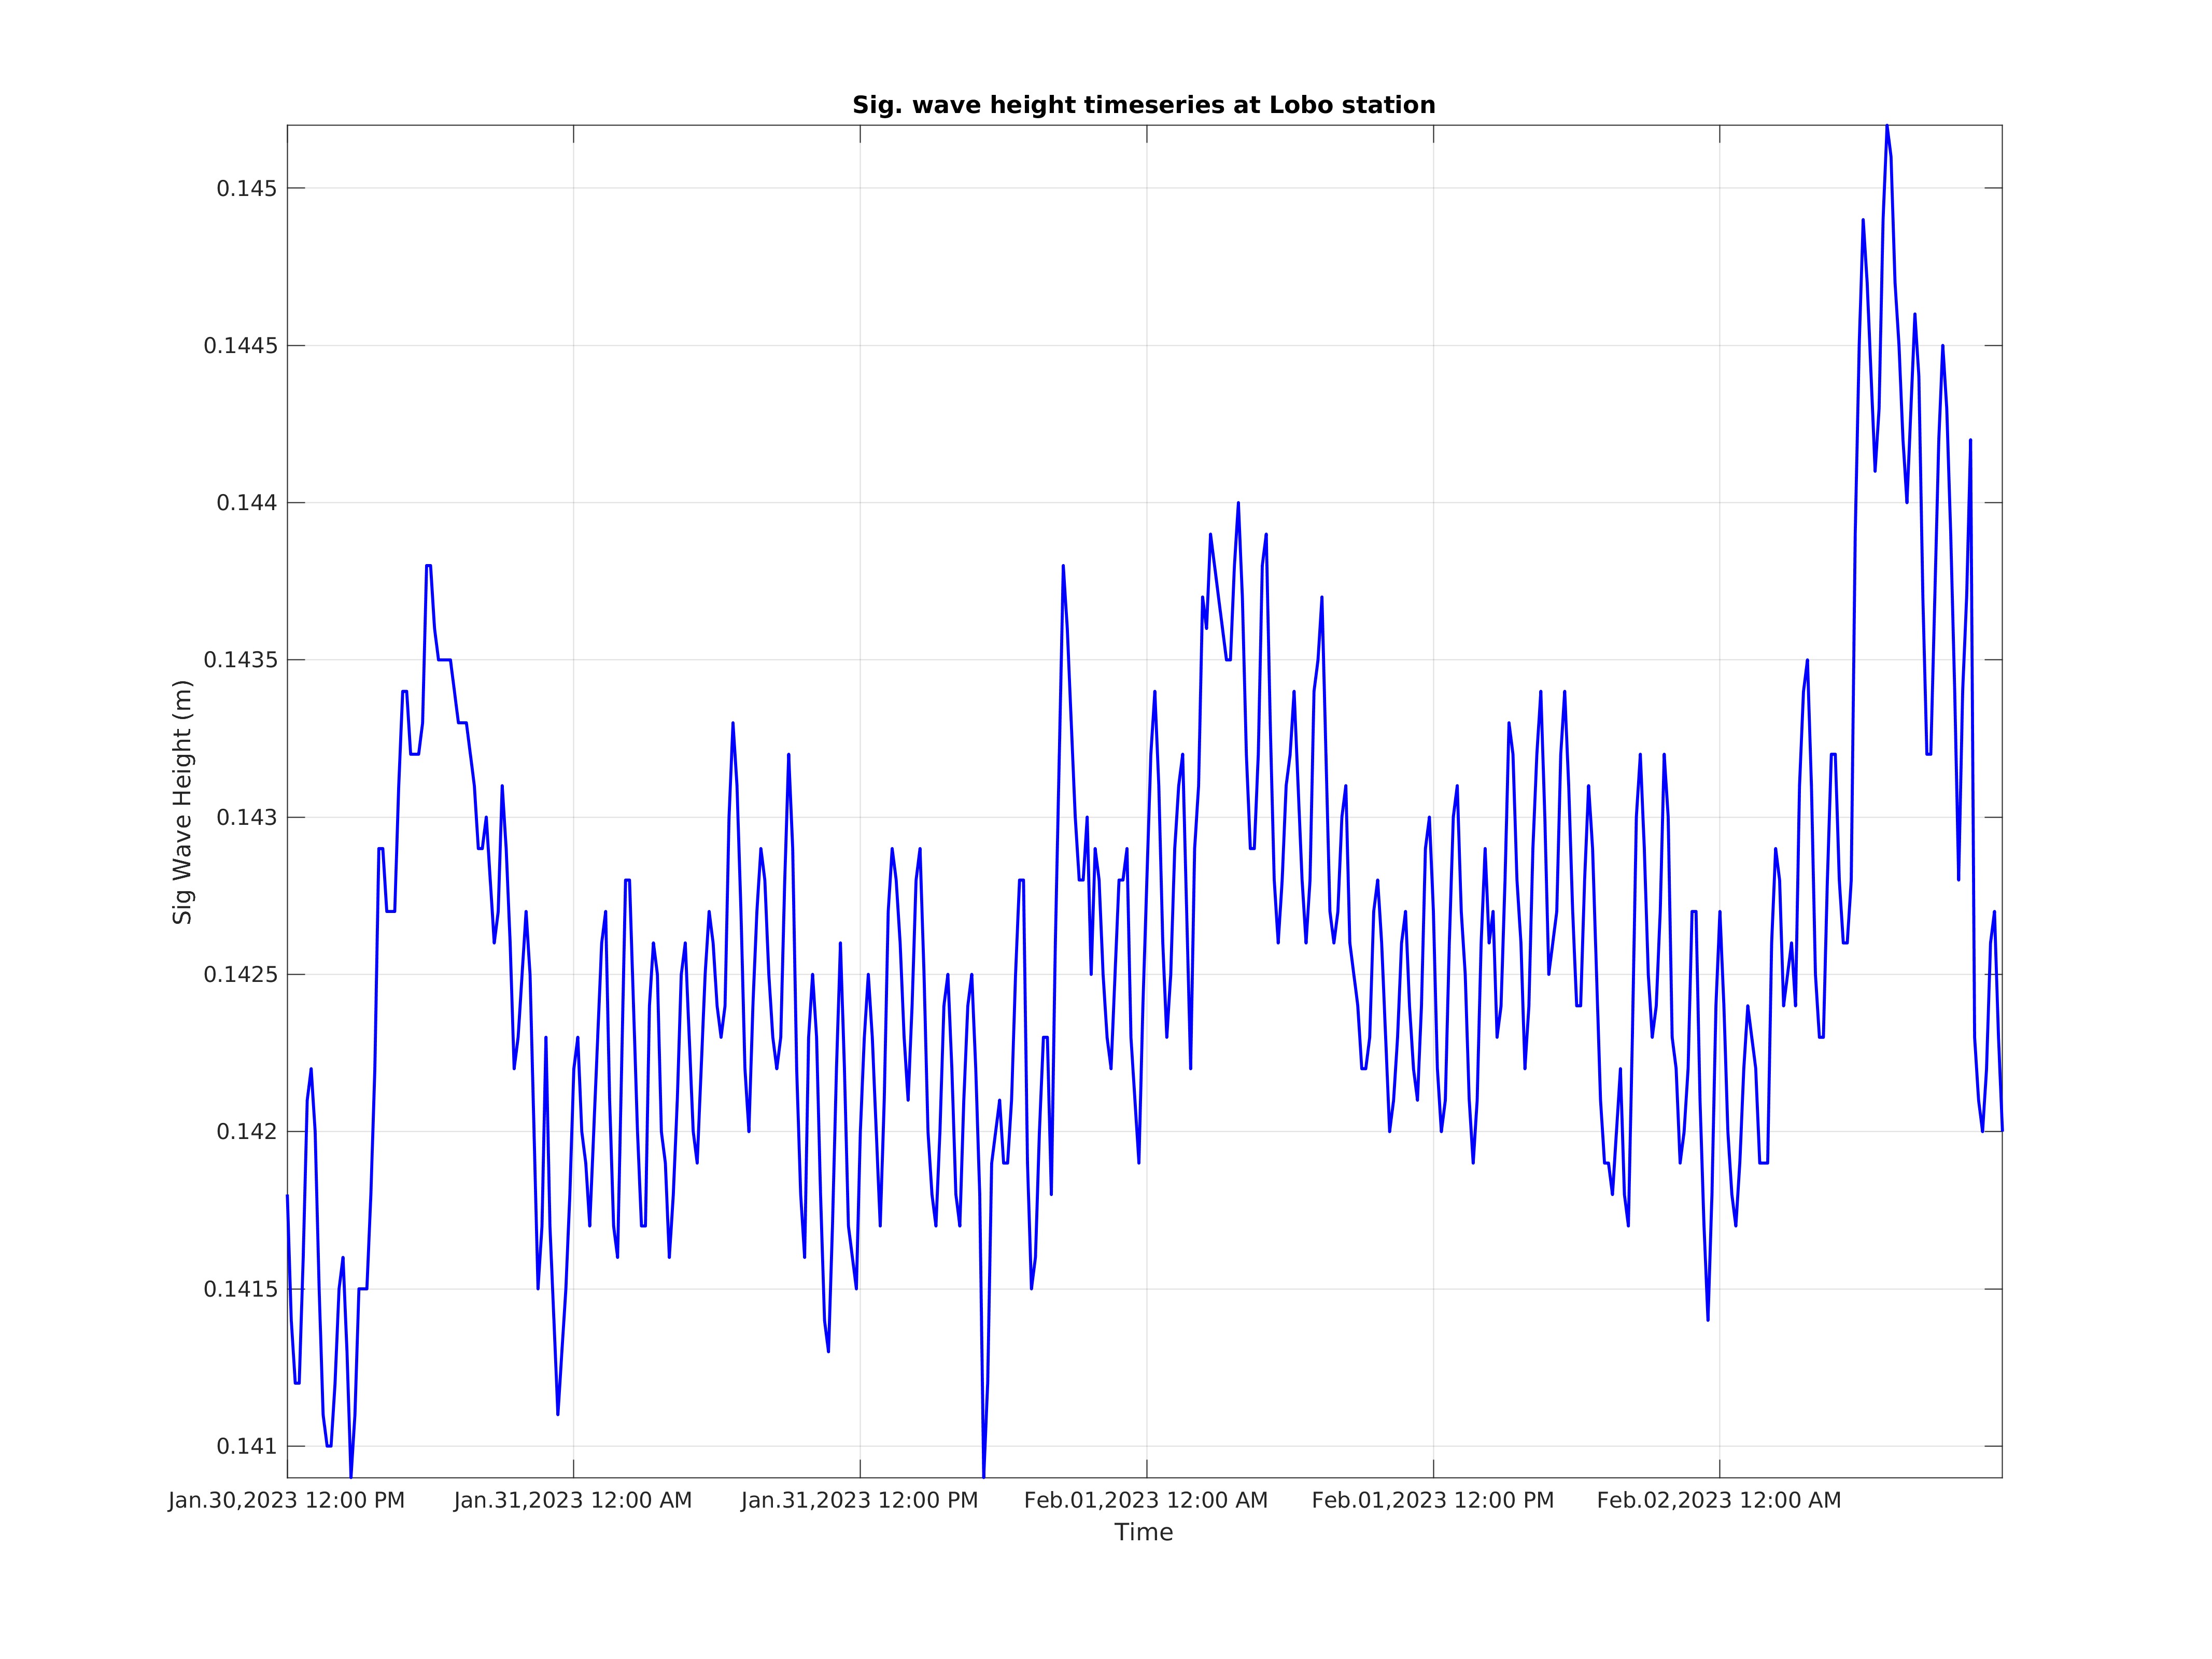 Sig. wave height timeseries at Lobo station
0.145
0.1445
0.144
0.1435
0.143
0.1425
0.142
0.1415
0.141
Sig Wave Height (m)
Jan.30,2023 12:00 PM
Jan.31,2023 12:00 AM
Jan.31,2023 12:00 PM
Feb.01,2023 12:00 AM
Feb.01,2023 12:00 PM
Feb.02,2023 12:00 AM
Time